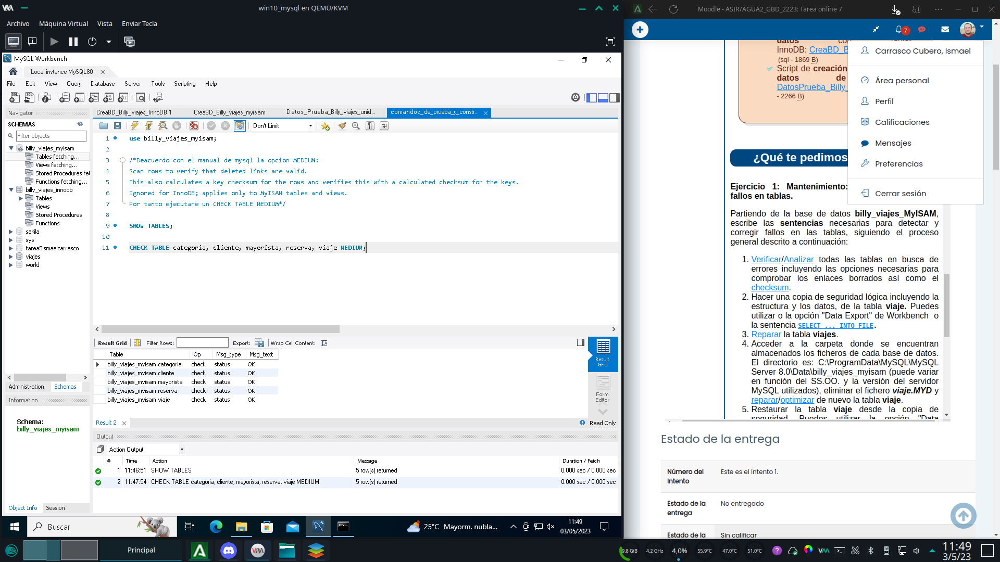 win10_mysql en QEMU/KVM
Archivo Máquina Virtual Vista Enviar Tecla
MySQL Workbench
Local instance MySQL80
File Edit View Query Database Server Tools Scripting Help
Navigator
SCHEMAS
Filter objects
billy_viajes_myisam
Tables fetching...
Views fetching...
Stored Procedures fet
Functions fetching...
billy_viajes_innodb
Tables
Views
Stored Procedures
Functions
sakila
sys
tarea5ismaelcarrasco
viajes
world
Administration Schemas
Information
Schema:
billy_viajes_myisam
Object Info Session
CreaBD_Billy_viajes_InnoDB.1 CreaBD_Billy_viajes_myisam Datos_Prueba_Billy_viajes_unid... comandos_de_prueba_y_constr...
Don't Limit
1 use billy_viajes_myisam;
2
3 /*Deacuerdo con el manual de mysql la opcion MEDIUM:
4 Scan rows to verify that deleted links are valid.
5 This also calculates a key checksum for the rows and verifies this with a calculated checksum for the keys.
6 Ignored for InnoDB; applies only to MyISAM tables and views.
7 Por tanto ejecutare un CHECK TABLE MEDIUM*/
8
9 SHOW TABLES;
10
11 CHECK TABLE categoria, cliente, mayorista, reserva, viaje MEDIUM;
Result Grid Filter Rows: Export: Wrap Cell Content:
Table Op Msg_type Msg_text
billy_viajes_myisam.categoria check status OK
billy_viajes_myisam.cliente check status OK
billy_viajes_myisam.mayorista check status OK
billy_viajes_myisam.reserva check status OK
billy_viajes_myisam.viaje check status OK
Result Grid
Form Editor
Result 2
Read Only
Output
Action Output
# Time Action Message Duration / Fetch
1 11:46:51 SHOW TABLES 5 row(s) returned 0.000 sec / 0.000 sec
2 11:47:54 CHECK TABLE categoria, cliente, mayorista, reserva, viaje MEDIUM 5 row(s) returned 0.000 sec / 0.000 sec
Buscar
25°C Mayorm. nubla...
11:49
03/05/2023
Moodle - ASIR/AGUA2_GBD_2223: Tarea online 7
7
datos co
InnoDB: CreaBD_B
(sql - 1869 B)
Script de creación
datos de
DatosPrueba_Billy_
- 2266 B)
Carrasco Cubero, Ismael
Área personal
Perfil
Calificaciones
Mensajes
Preferencias
Cerrar sesión
¿Qué te pedimos
Ejercicio 1: Mantenimiento:
fallos en tablas.
Partiendo de la base de datos billy_viajes_MyISAM,
escribe las sentencias necesarias para detectar y
corregir fallos en las tablas, siguiendo el proceso
general descrito a continuación:
1. Verificar/Analizar todas las tablas en busca de
errores incluyendo las opciones necesarias para
comprobar los enlaces borrados así como el
checksum.
2. Hacer una copia de seguridad lógica incluyendo la
estructura y los datos, de la tabla viaje. Puedes
utilizar o la opción "Data Export" de Workbench o
la sentencia SELECT ... INTO FILE.
3. Reparar la tabla viajes.
4. Acceder a la carpeta donde se encuentran
almacenados los ficheros de cada base de datos.
El directorio es: C:\ProgramData\MySQL\MySQL
Server 8.0\Data\billy_viajes_myisam (puede variar
en función del SS.OO. y la versión del servidor
MySQL utilizados), eliminar el fichero viaje.MYD y
reparar/optimizar de nuevo la tabla viaje.
5. Restaurar la tabla viaje desde la copia de
seguridad. Puedes utilizar la opción "Data
Estado de la entrega
Número del Intento Este es el intento 1.
Estado de la entrega No entregado
Estado de la Sin calificar
Principal
9,8 GiB 4,2 GHz 4,0% 55,9°C 47,0°C 51,0°C
11:49
3/5/23